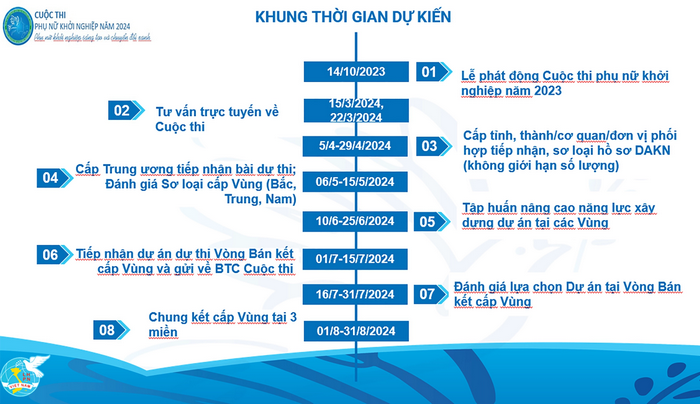 CUỘC THI
PHỤ NỮ KHỞI NGHIỆP NĂM 2024
Phụ nữ khởi nghiệp sáng tạo và chuyển đổi xanh
KHUNG THỜI GIAN DỰ KIẾN
14/10/2023
01
Lễ phát động Cuộc thi phụ nữ khởi
nghiệp năm 2023
02
Tư vấn trực tuyến về
Cuộc thi
15/3/2024,
22/3/2024
5/4-29/4/2024
03
Cấp tỉnh, thành/cơ quan/đơn vị phối
hợp tiếp nhận, sơ loại hồ sơ DAKN
(không giới hạn số lượng)
04
Cấp Trung ương tiếp nhận bài dự thi;
Đánh giá Sơ loại cấp Vùng (Bắc,
Trung, Nam)
06/5-15/5/2024
10/6-25/6/2024
05
Tập huấn nâng cao năng lực xây
dựng dự án tại các Vùng
06
Tiếp nhận dự án dự thi Vòng Bán kết
cấp Vùng và gửi về BTC Cuộc thi
01/7-15/7/2024
16/7-31/7/2024
07
Đánh giá lựa chọn Dự án tại Vòng Bán
kết cấp Vùng
08
Chung kết cấp Vùng tại 3
miền
01/8-31/8/2024
VIỆT NAM